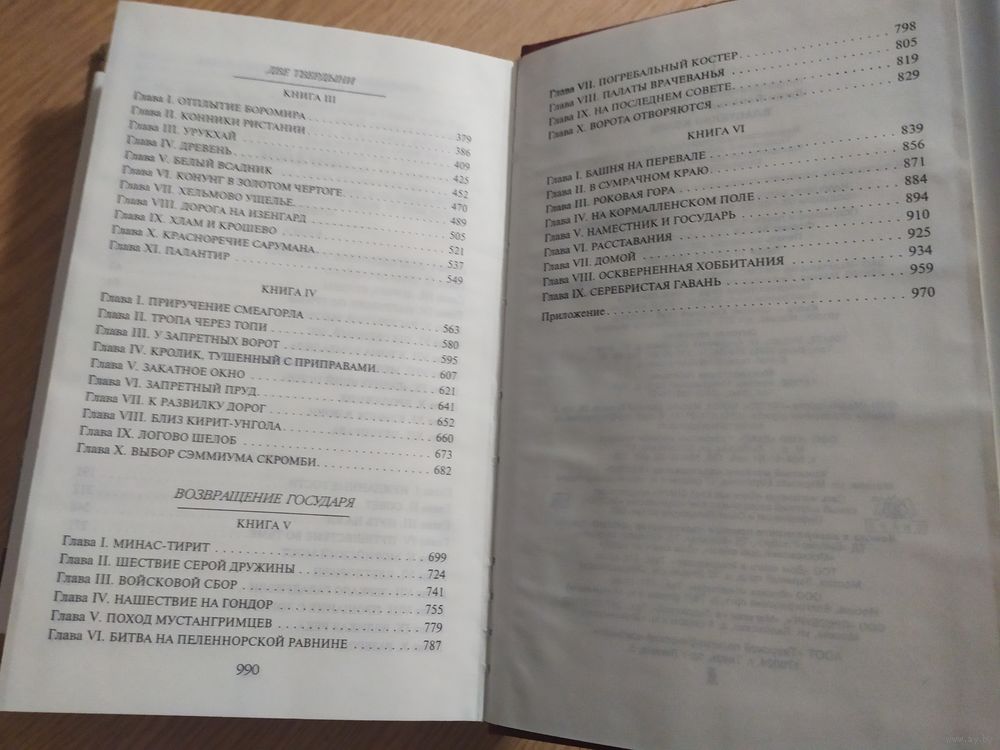 ДВЕ ТВЕРДЫНИ
КНИГА III
Глава I. ОТПЛЫТИЕ БОРОМИРА 379
Глава II. КОННИКИ РИСТАНИИ 386
Глава III. УРУКХАЙ 409
Глава IV. ДРЕВЕНЬ 425
Глава V. БЕЛЫЙ ВСАДНИК 452
Глава VI. КОНУНГ В ЗОЛОТОМ ЧЕРТОГЕ 470
Глава VII. ХЕЛЬМОВО УЩЕЛЬЕ 489
Глава VIII. ДОРОГА НА ИЗЕНГАРД 505
Глава IX. ХЛАМ И КРОШЕВО 521
Глава X. КРАСНОРЕЧИЕ САРУМАНА 537
Глава XI. ПАЛАНТИР 549
КНИГА IV
Глава I. ПРИРУЧЕНИЕ СМЕАГОРЛА 563
Глава II. ТРОПА ЧЕРЕЗ ТОПИ 580
Глава III. У ЗАПРЕТНЫХ ВОРОТ 595
Глава IV. КРОЛИК, ТУШЕННЫЙ С ПРИПРАВАМИ 607
Глава V. ЗАКАТНОЕ ОКНО 621
Глава VI. ЗАПРЕТНЫЙ ПРУД 641
Глава VII. К РАЗВИЛКУ ДОРОГ 652
Глава VIII. БЛИЗ КИРИТ-УНГОЛА 660
Глава IX. ЛОГОВО ШЕЛОБ 673
Глава X. ВЫБОР СЭММИУМА СКРОМБИ 682
ВОЗВРАЩЕНИЕ ГОСУДАРЯ
КНИГА V
Глава I. МИНАС-ТИРИТ 699
Глава II. ШЕСТВИЕ СЕРОЙ ДРУЖИНЫ 724
Глава III. ВОЙСКОВОЙ СБОР 741
Глава IV. НАШЕСТВИЕ НА ГОНДОР 755
Глава V. ПОХОД МУСТАНГРИМЦЕВ 779
Глава VI. БИТВА НА ПЕЛЕННОРСКОЙ РАВНИНЕ 787
990
Глава VII. ПОГРЕБАЛЬНЫЙ КОСТЕР 798
Глава VIII. ПАЛАТЫ ВРАЧЕВАНЬЯ 805
Глава IX. НА ПОСЛЕДНЕМ СОВЕТЕ 819
Глава X. ВОРОТА ОТВОРЯЮТСЯ 829
КНИГА VI
Глава I. БАШНЯ НА ПЕРЕВАЛЕ 839
Глава II. В СУМРАЧНОМ КРАЮ 856
Глава III. РОКОВАЯ ГОРА 871
Глава IV. НА КОРМАЛЛЕНСКОМ ПОЛЕ 884
Глава V. НАМЕСТНИК И ГОСУДАРЬ 894
Глава VI. РАССТАВАНИЯ 910
Глава VII. ДОМОЙ 925
Глава VIII. ОСКВЕРНЕННАЯ ХОББИТАНИЯ 934
Глава IX. СЕРЕБРИСТАЯ ГАВАНЬ 959
Приложение 970
www.ay.by